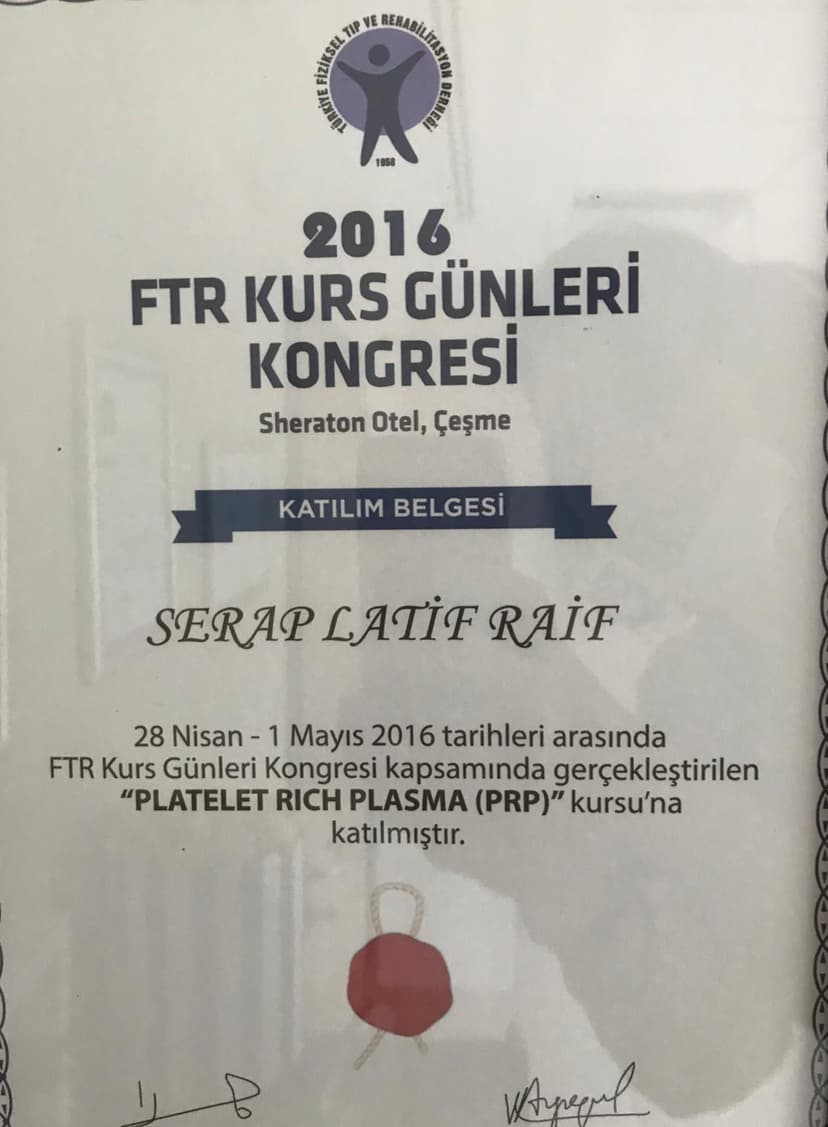 TÜRKİYE FİZİKSEL TIP VE REHABİLİTASYON DERNEĞİ
1958
2016
FTR KURS GÜNLERİ
KONGRESİ
Sheraton Otel, Çeşme
KATILIM BELGESİ
SERAP LATİF RAİF
28 Nisan - 1 Mayıs 2016 tarihleri arasında
FTR Kurs Günleri Kongresi kapsamında gerçekleştirilen
“PLATELET RICH PLASMA (PRP)” kursu’na
katılmıştır.